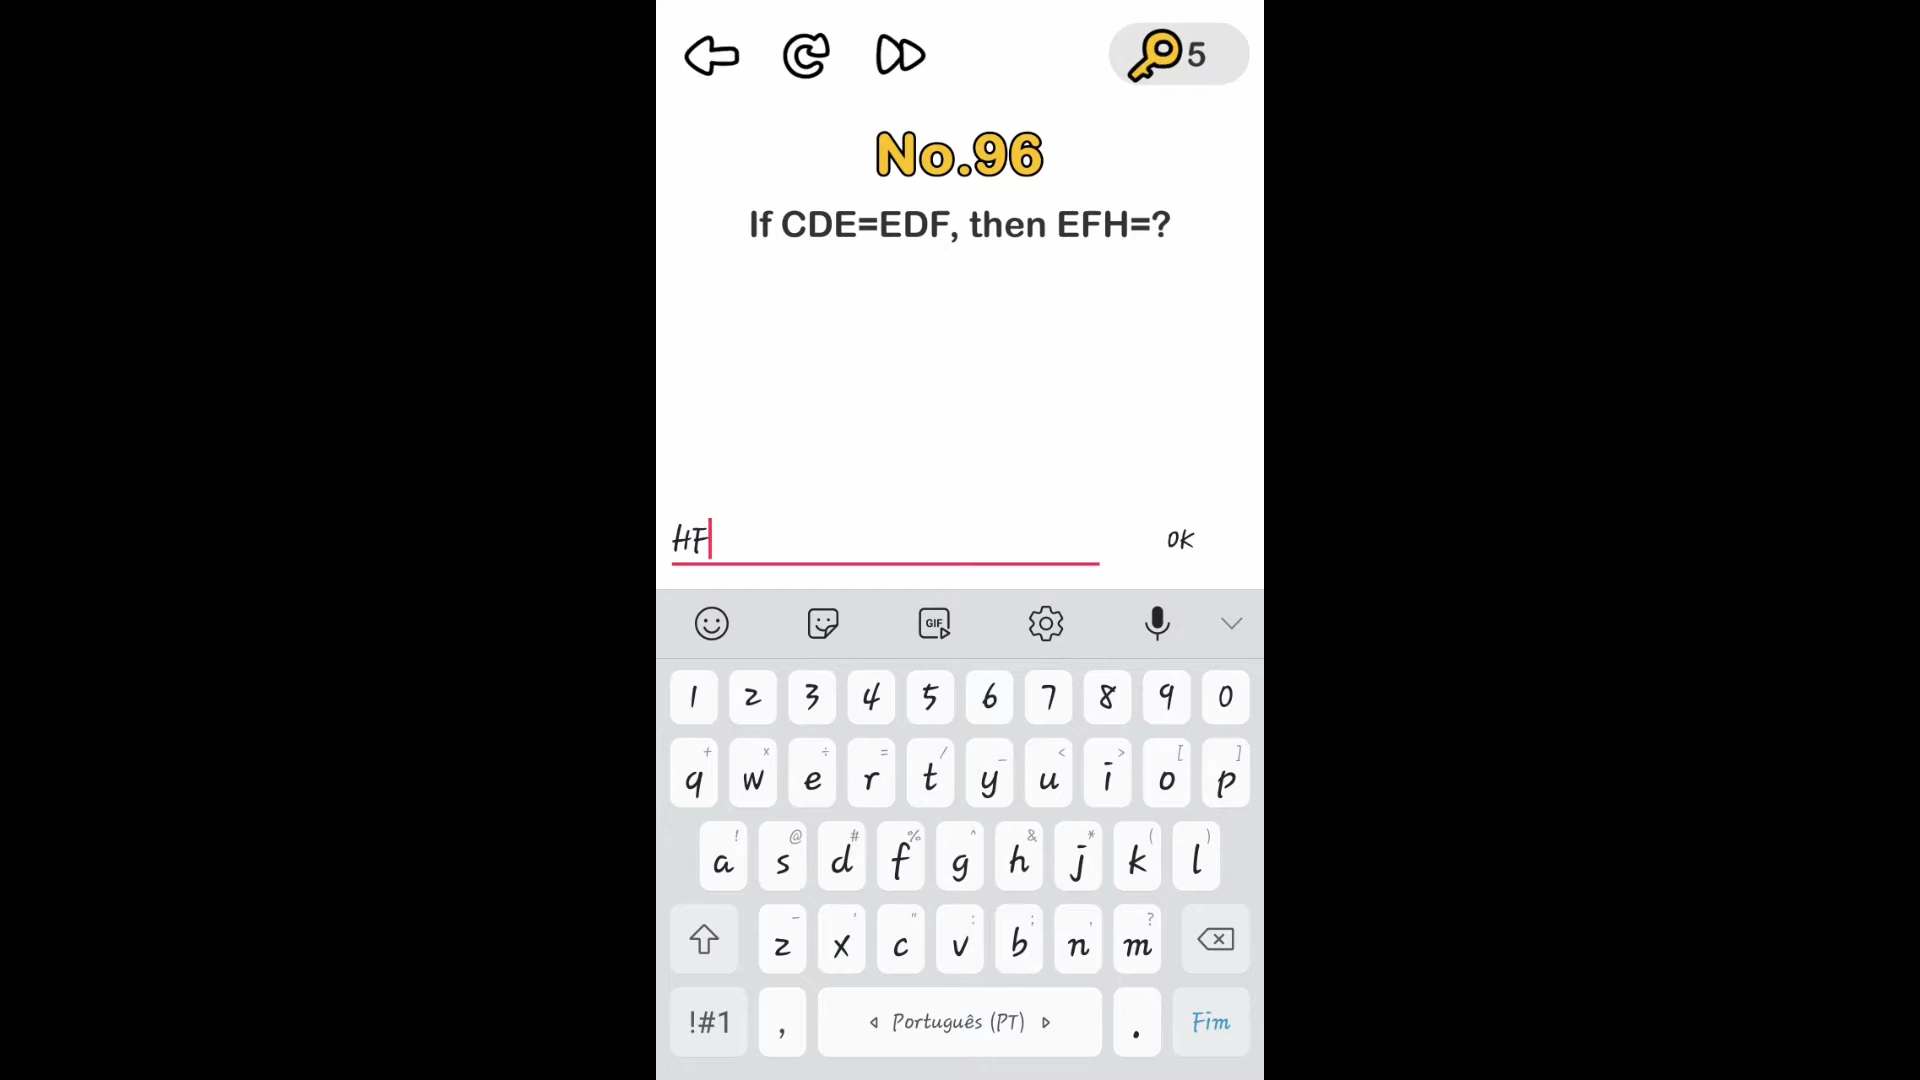 5
No.96
If CDE=EDF, then EFH=?
HF
OK
GIF
1 2 3 4 5 6 7 8 9 0
+ × ÷ = / _ < > [ ]
q w e r t y u i o p
! @ # % ^ & * ( )
a s d f g h j k l
- ' " : ; , ?
z x c v b n m
!#1 , Português (PT) . Fim